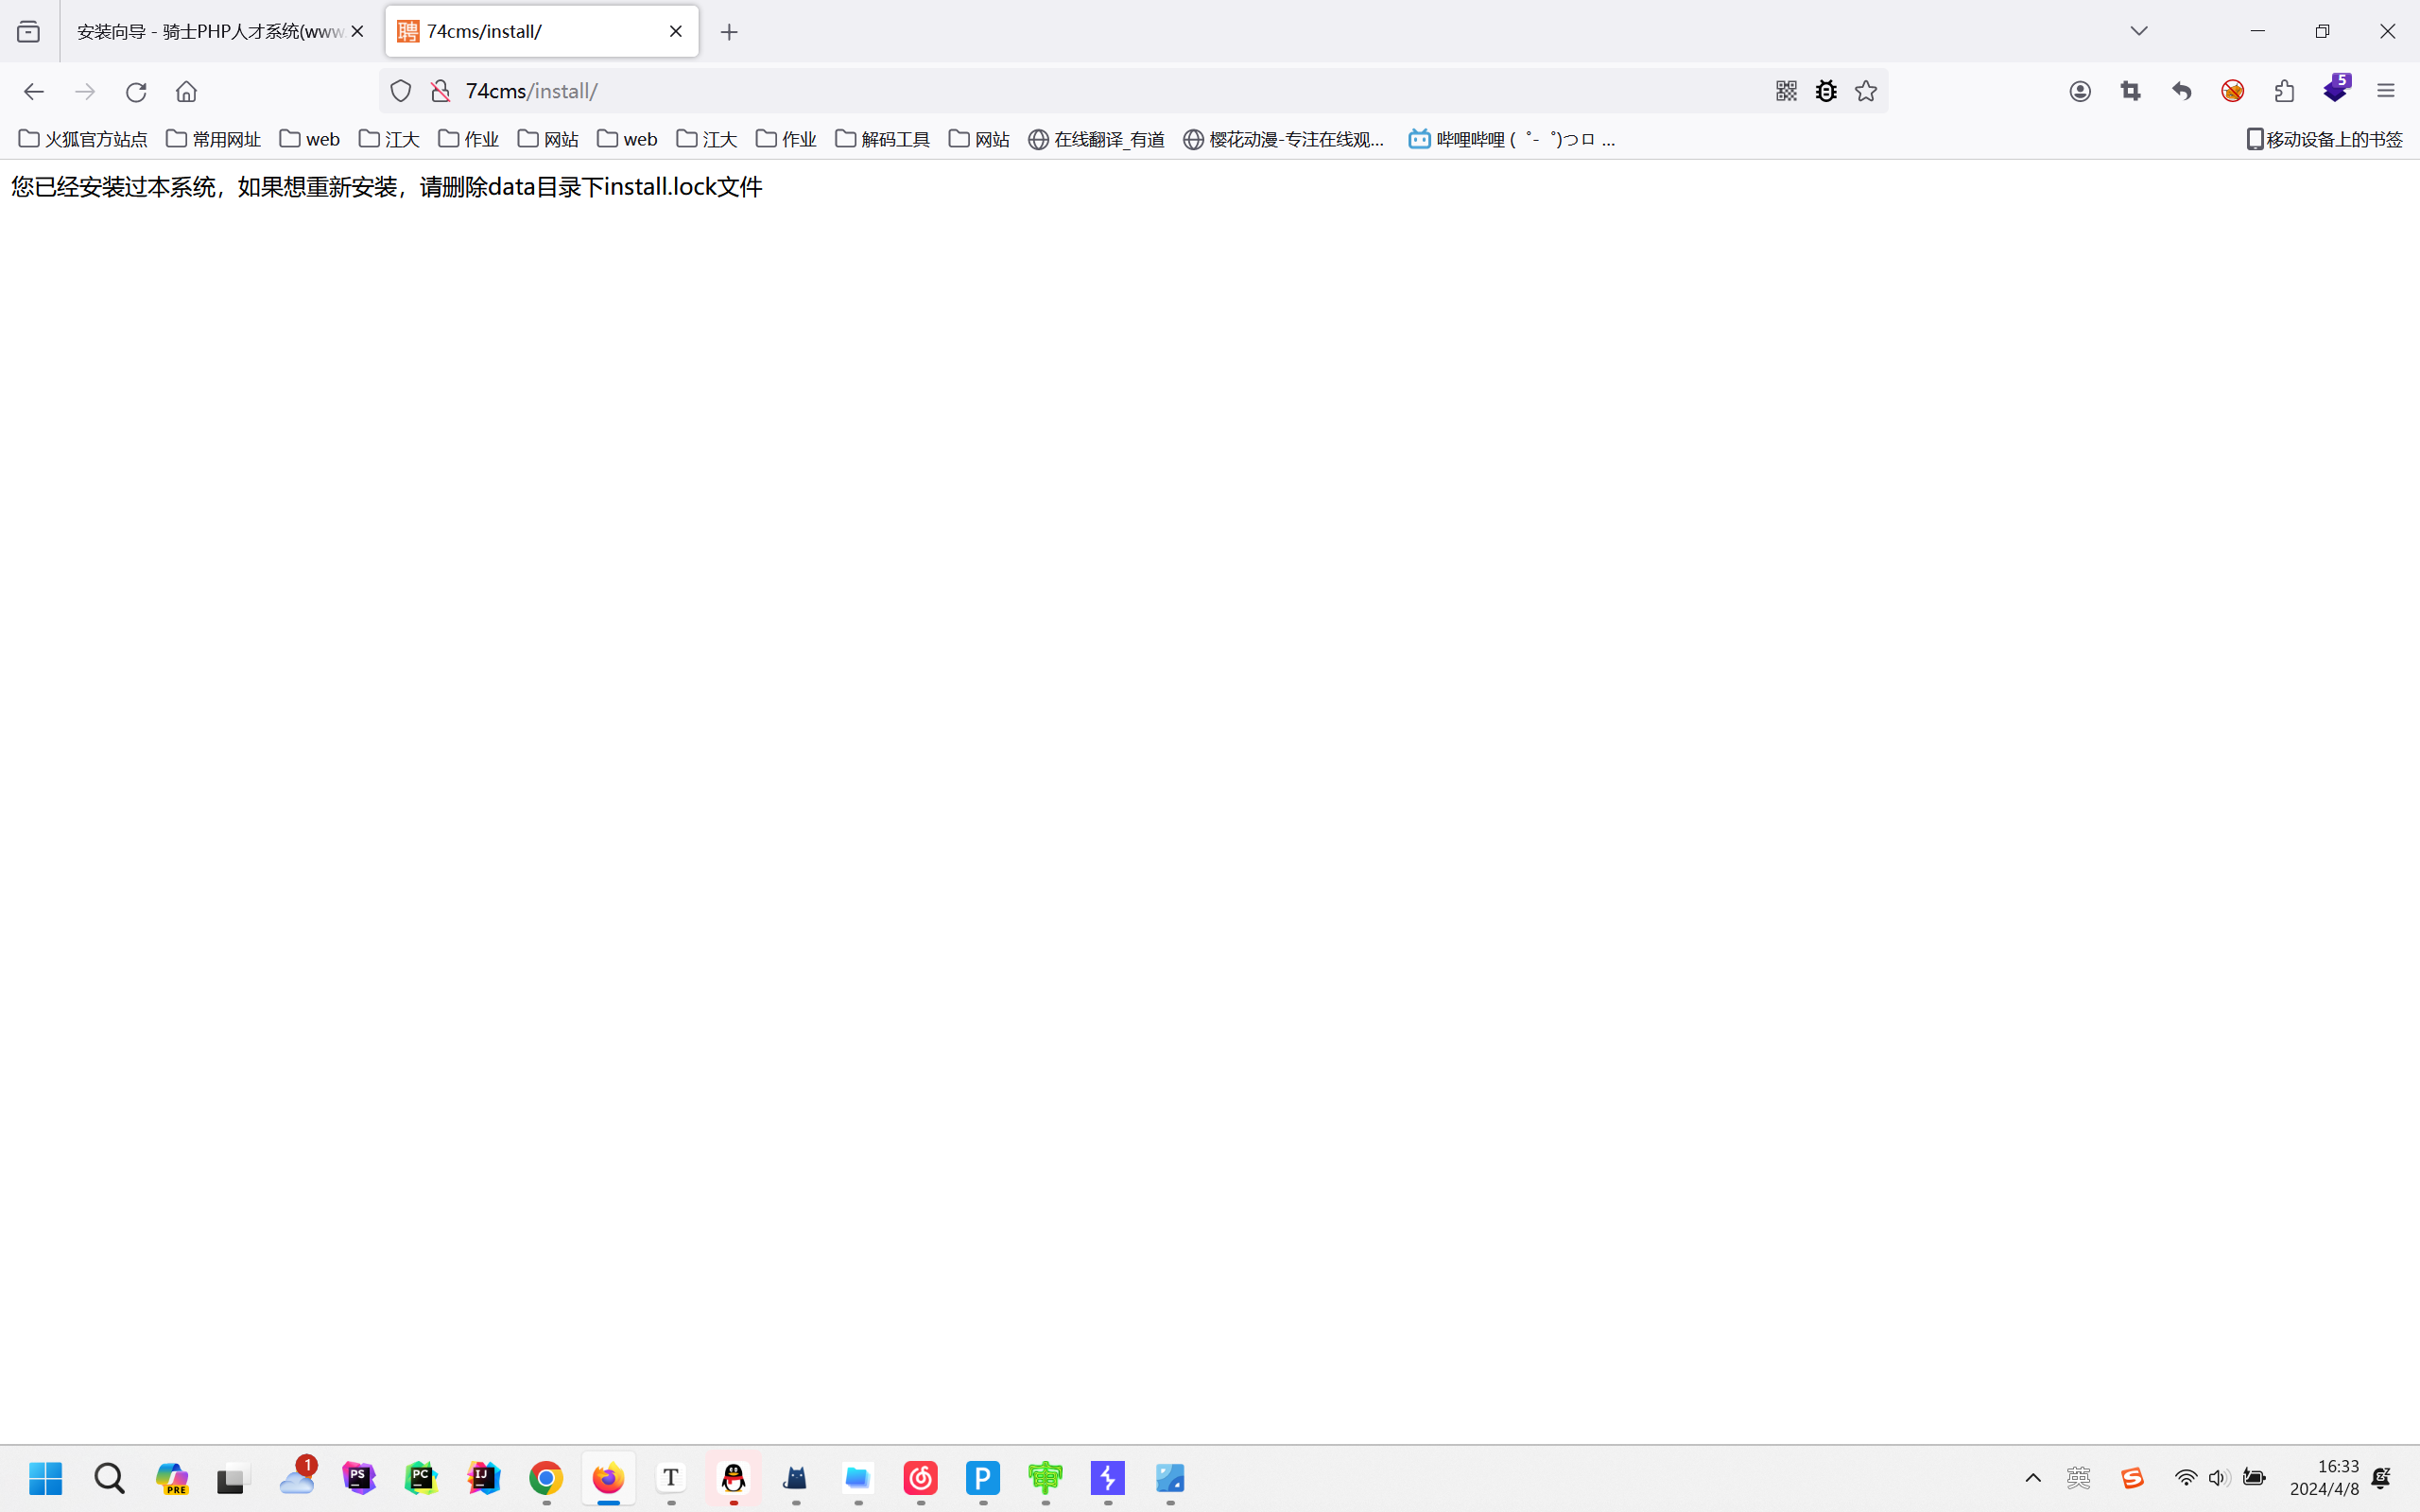 安装向导 - 骑士PHP人才系统(www.
聘 74cms/install/
74cms/install/
5
火狐官方站点 常用网址 web 江大 作业 网站 web 江大 作业 解码工具 网站 在线翻译_有道 樱花动漫-专注在线观... 哔哩哔哩 ( ゜- ゜)つロ ... 移动设备上的书签
您已经安装过本系统，如果想重新安装，请删除data目录下install.lock文件
PRE 1 PS PC IJ T P 审 英 S 16:33
2024/4/8